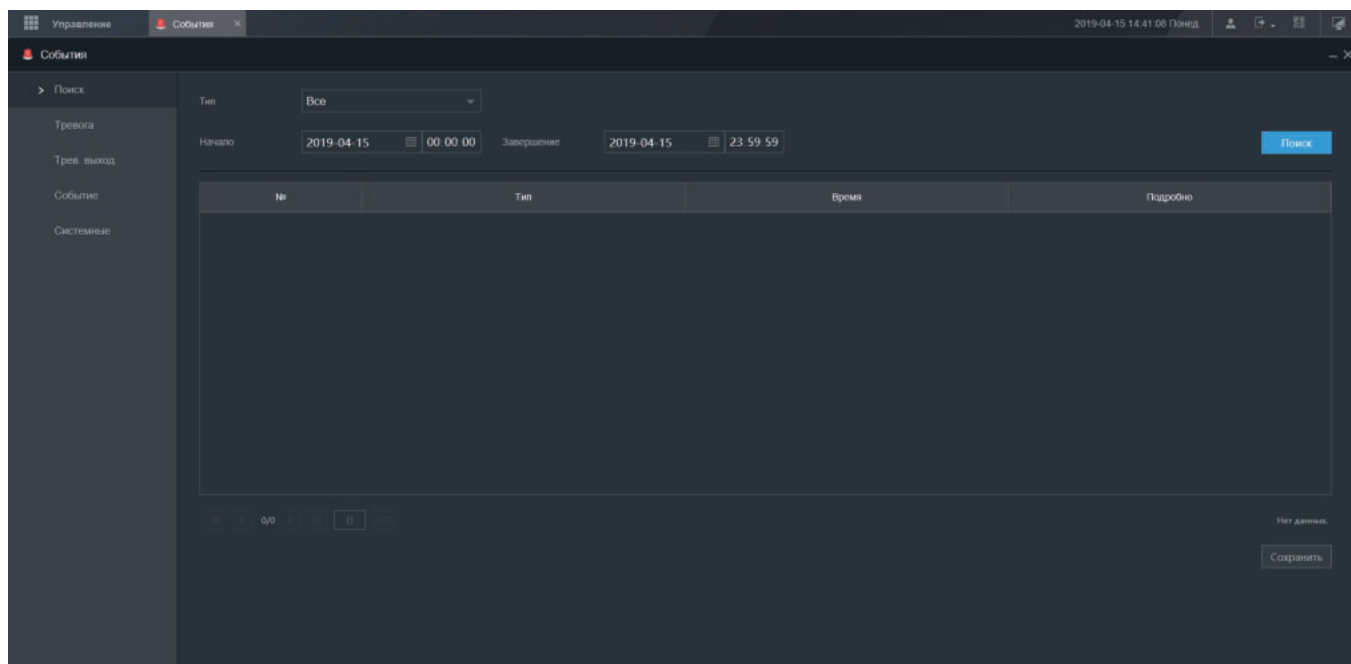 Управление События × 2019-04-15 14:41:08 Понед.
События
Поиск
Тревога
Трев. выход
Событие
Системные
Тип Все
Начало 2019-04-15 00 00 00 Завершение 2019-04-15 23 59 59 Поиск
№ Тип Время Подробно
0/0 0
Нет данных.
Сохранить